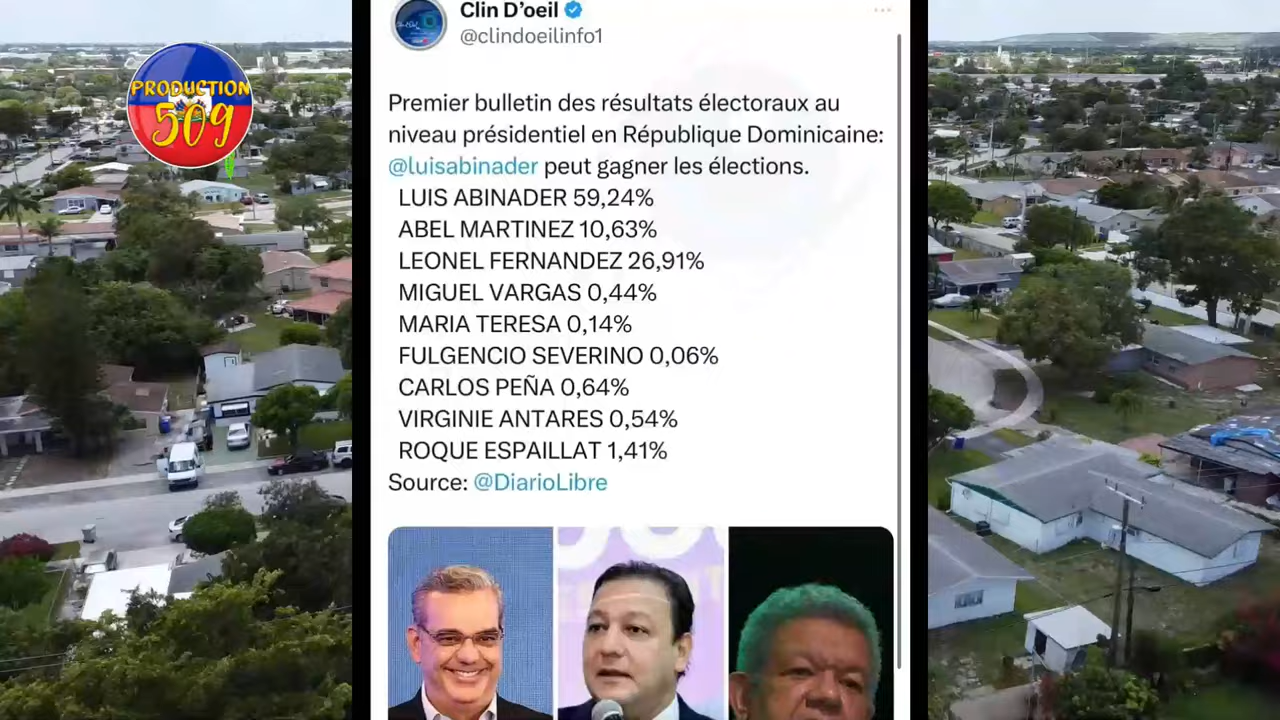 PRODUCTION
509
Clin D'oeil
@clindoeilinfo1
Premier bulletin des résultats électoraux au
niveau présidentiel en République Dominicaine:
@luisabinader peut gagner les élections.
LUIS ABINADER 59,24%
ABEL MARTINEZ 10,63%
LEONEL FERNANDEZ 26,91%
MIGUEL VARGAS 0,44%
MARIA TERESA 0,14%
FULGENCIO SEVERINO 0,06%
CARLOS PEÑA 0,64%
VIRGINIE ANTARES 0,54%
ROQUE ESPAILLAT 1,41%
Source: @DiarioLibre